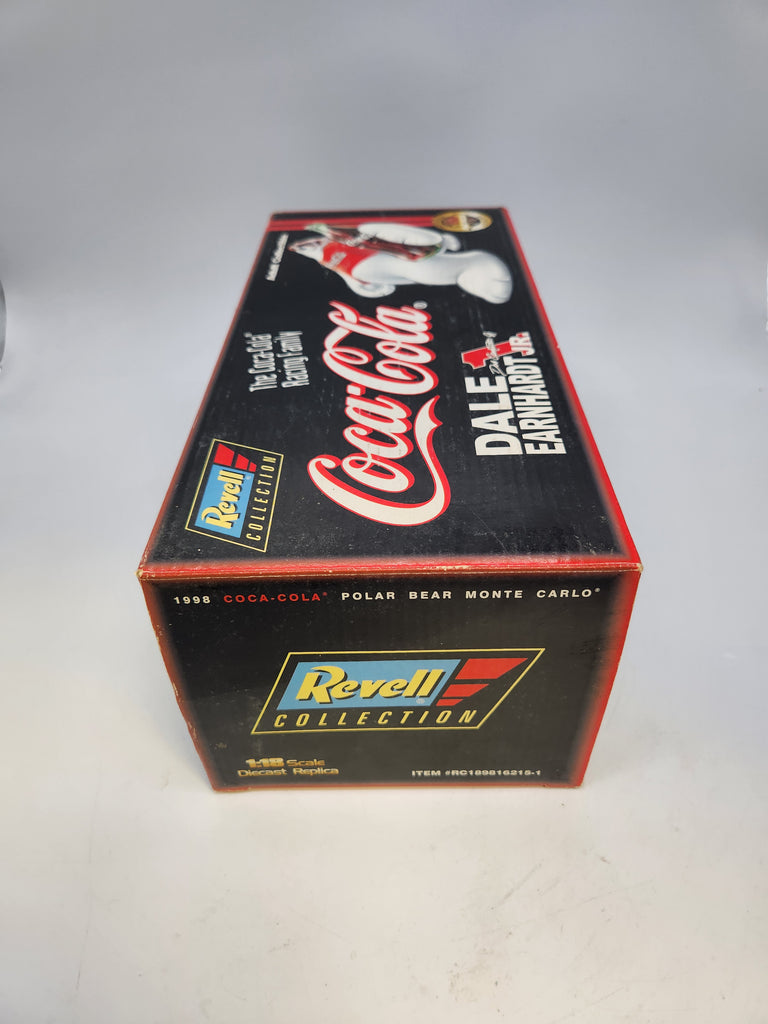 The Coca-Cola®
Racing Family
Coca-Cola®
1
DALE
EARNHARDT JR.
Revell
COLLECTION
1998 COCA-COLA® POLAR BEAR MONTE CARLO®
Revell®
COLLECTION
1:18 Scale
Diecast Replica
ITEM #RC189816215-1